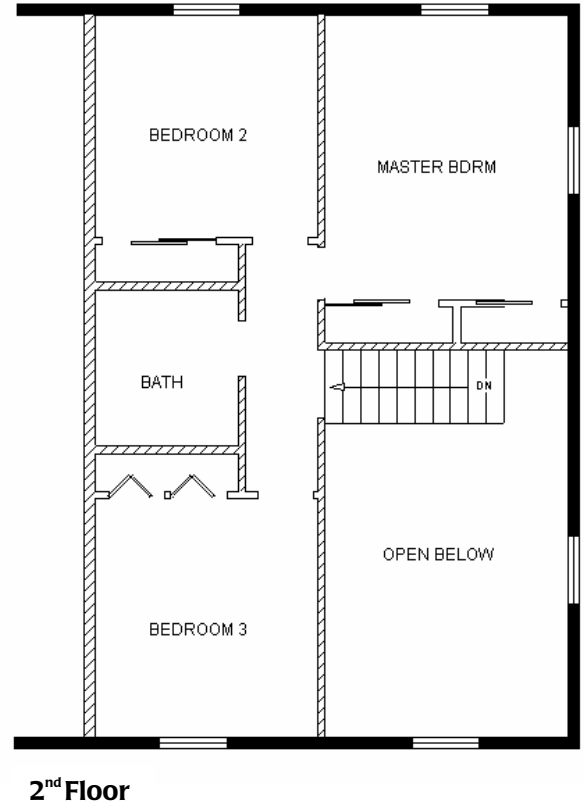 BEDROOM 2
MASTER BDRM
BATH
DN
OPEN BELOW
BEDROOM 3
2nd Floor